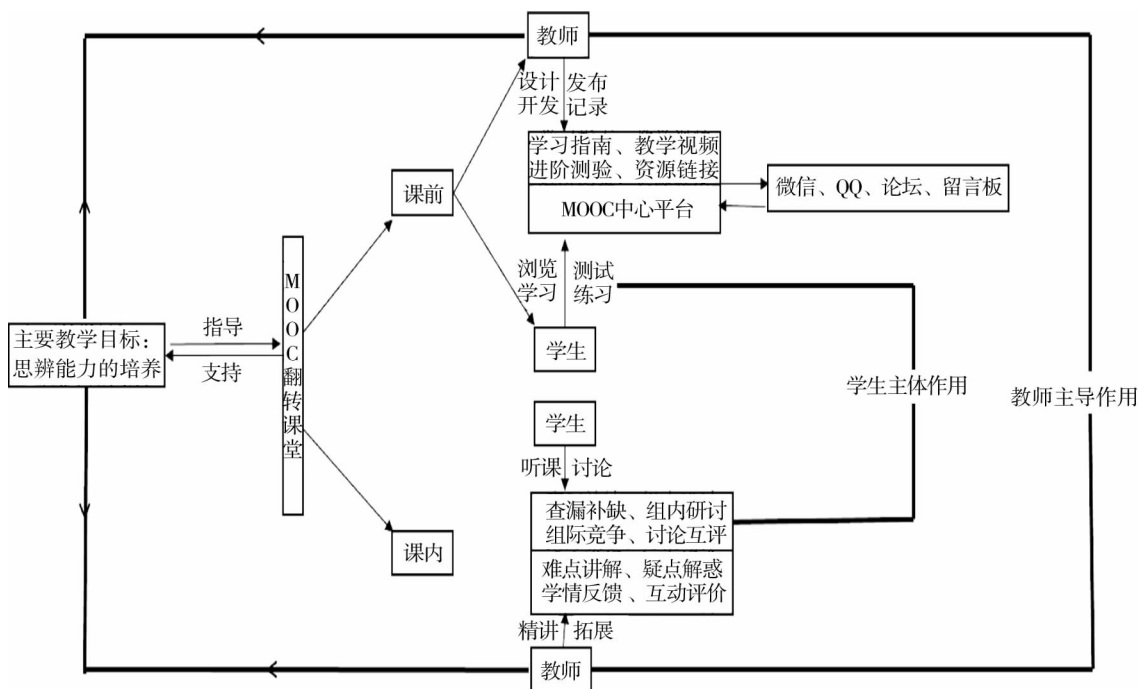 教师
设计 发布
开发 记录
学习指南、教学视频
进阶测验、资源链接
MOOC中心平台
微信、QQ、论坛、留言板
课前
浏览 测试
学习 练习
学生
主要教学目标：
思辨能力的培养
指导
支持
MOOC翻转课堂
学生主体作用
教师主导作用
学生
听课 讨论
查漏补缺、组内研讨
组际竞争、讨论互评
课内
难点讲解、疑点解惑
学情反馈、互动评价
精讲 拓展
教师